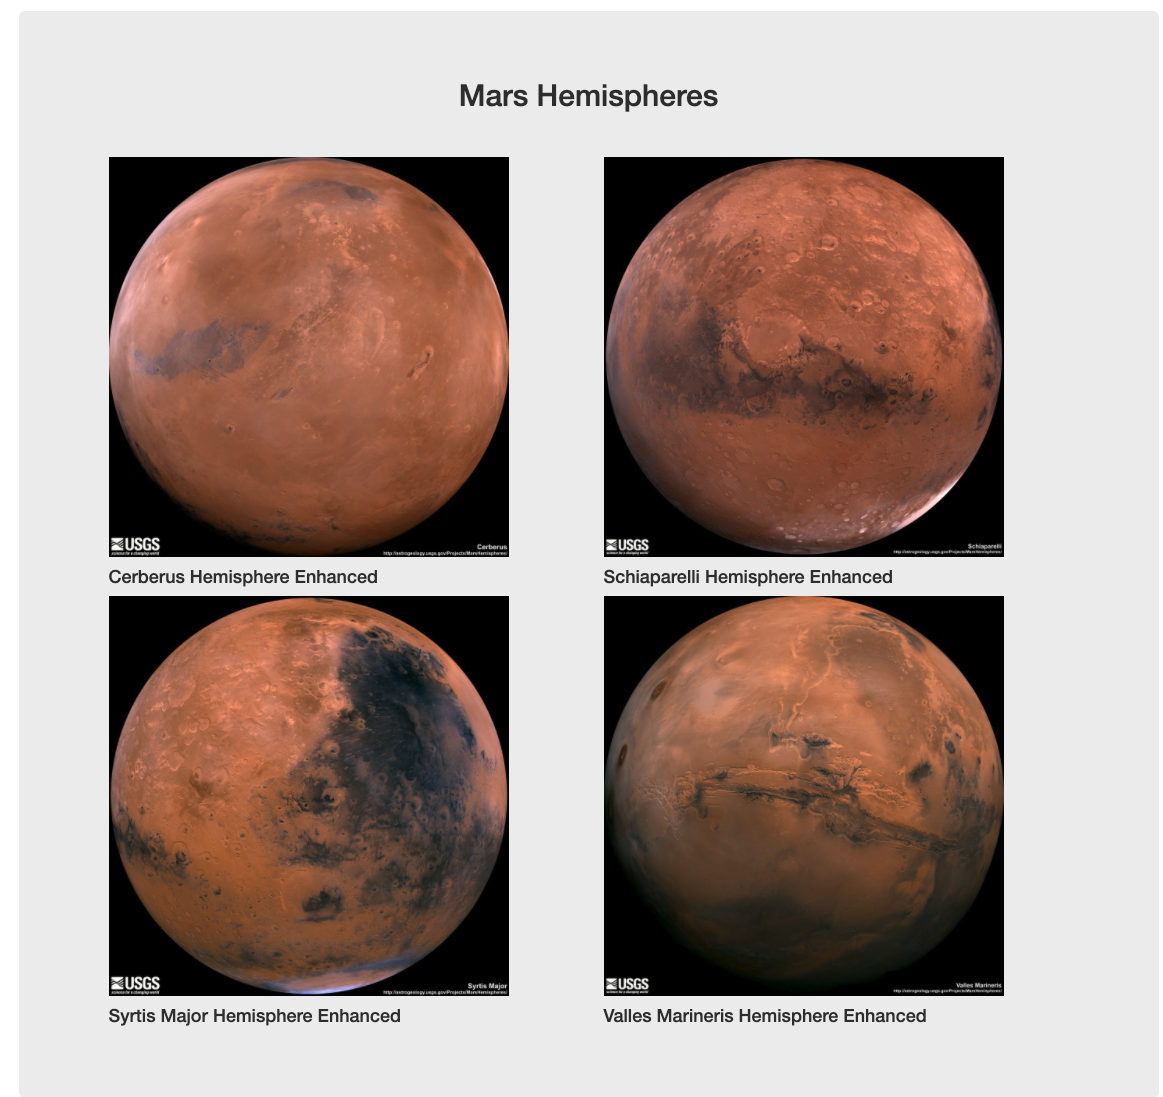 Mars Hemispheres
USGS
science for a changing world
Cerberus
http://astrogeology.usgs.gov/Projects/MarsHemispheres/
USGS
science for a changing world
Schiaparelli
http://astrogeology.usgs.gov/Projects/MarsHemispheres/
Cerberus Hemisphere Enhanced
Schiaparelli Hemisphere Enhanced
USGS
science for a changing world
Syrtis Major
http://astrogeology.usgs.gov/Projects/MarsHemispheres/
USGS
science for a changing world
Valles Marineris
http://astrogeology.usgs.gov/Projects/MarsHemispheres/
Syrtis Major Hemisphere Enhanced
Valles Marineris Hemisphere Enhanced